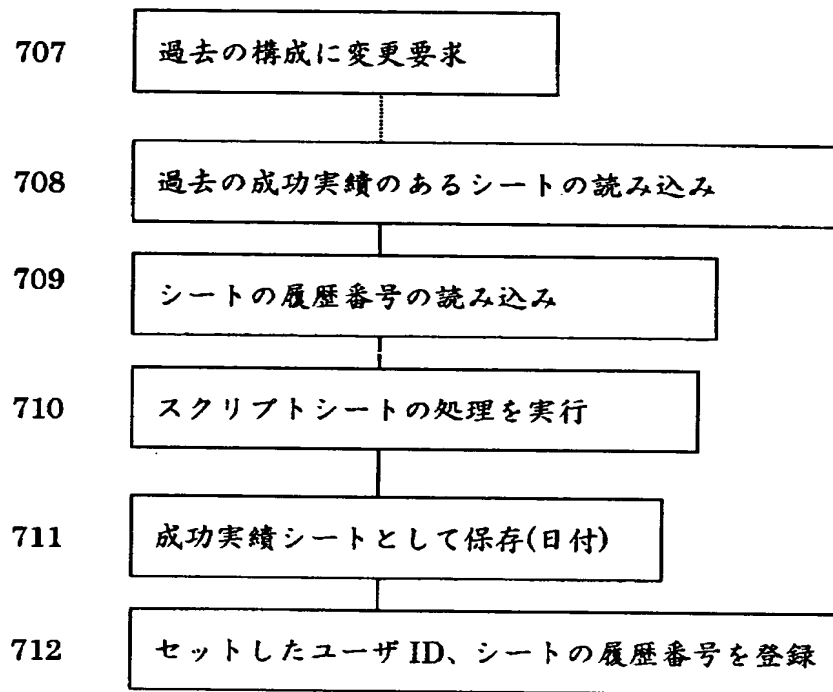 707 過去の構成に変更要求
708 過去の成功実績のあるシートの読み込み
709 シートの履歴番号の読み込み
710 スクリプトシートの処理を実行
711 成功実績シートとして保存(日付)
712 セットしたユーザID、シートの履歴番号を登録